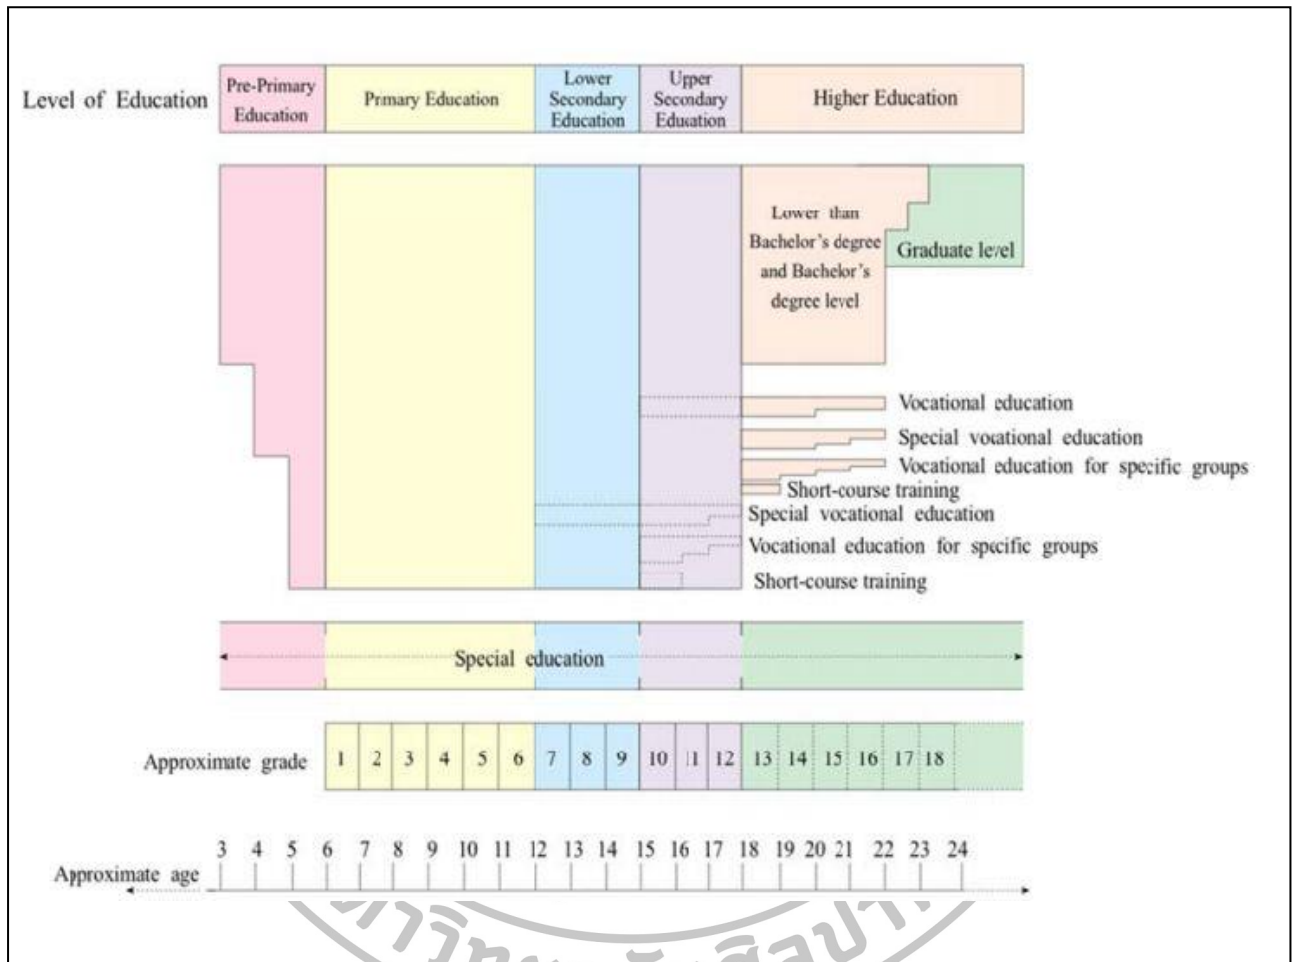 Level of Education
Pre-Primary
Education
Primary Education
Lower
Secondary
Education
Upper
Secondary
Education
Higher Education
Lower than
Bachelor's degree
and Bachelor's
degree level
Graduate level
Vocational education
Special vocational education
Vocational education for specific groups
Short-course training
Special vocational education
Vocational education for specific groups
Short-course training
Special education
Approximate grade
1 2 3 4 5 6 7 8 9 10 11 12 13 14 15 16 17 18
3 4 5 6 7 8 9 10 11 12 13 14 15 16 17 18 19 20 21 22 23 24
Approximate age